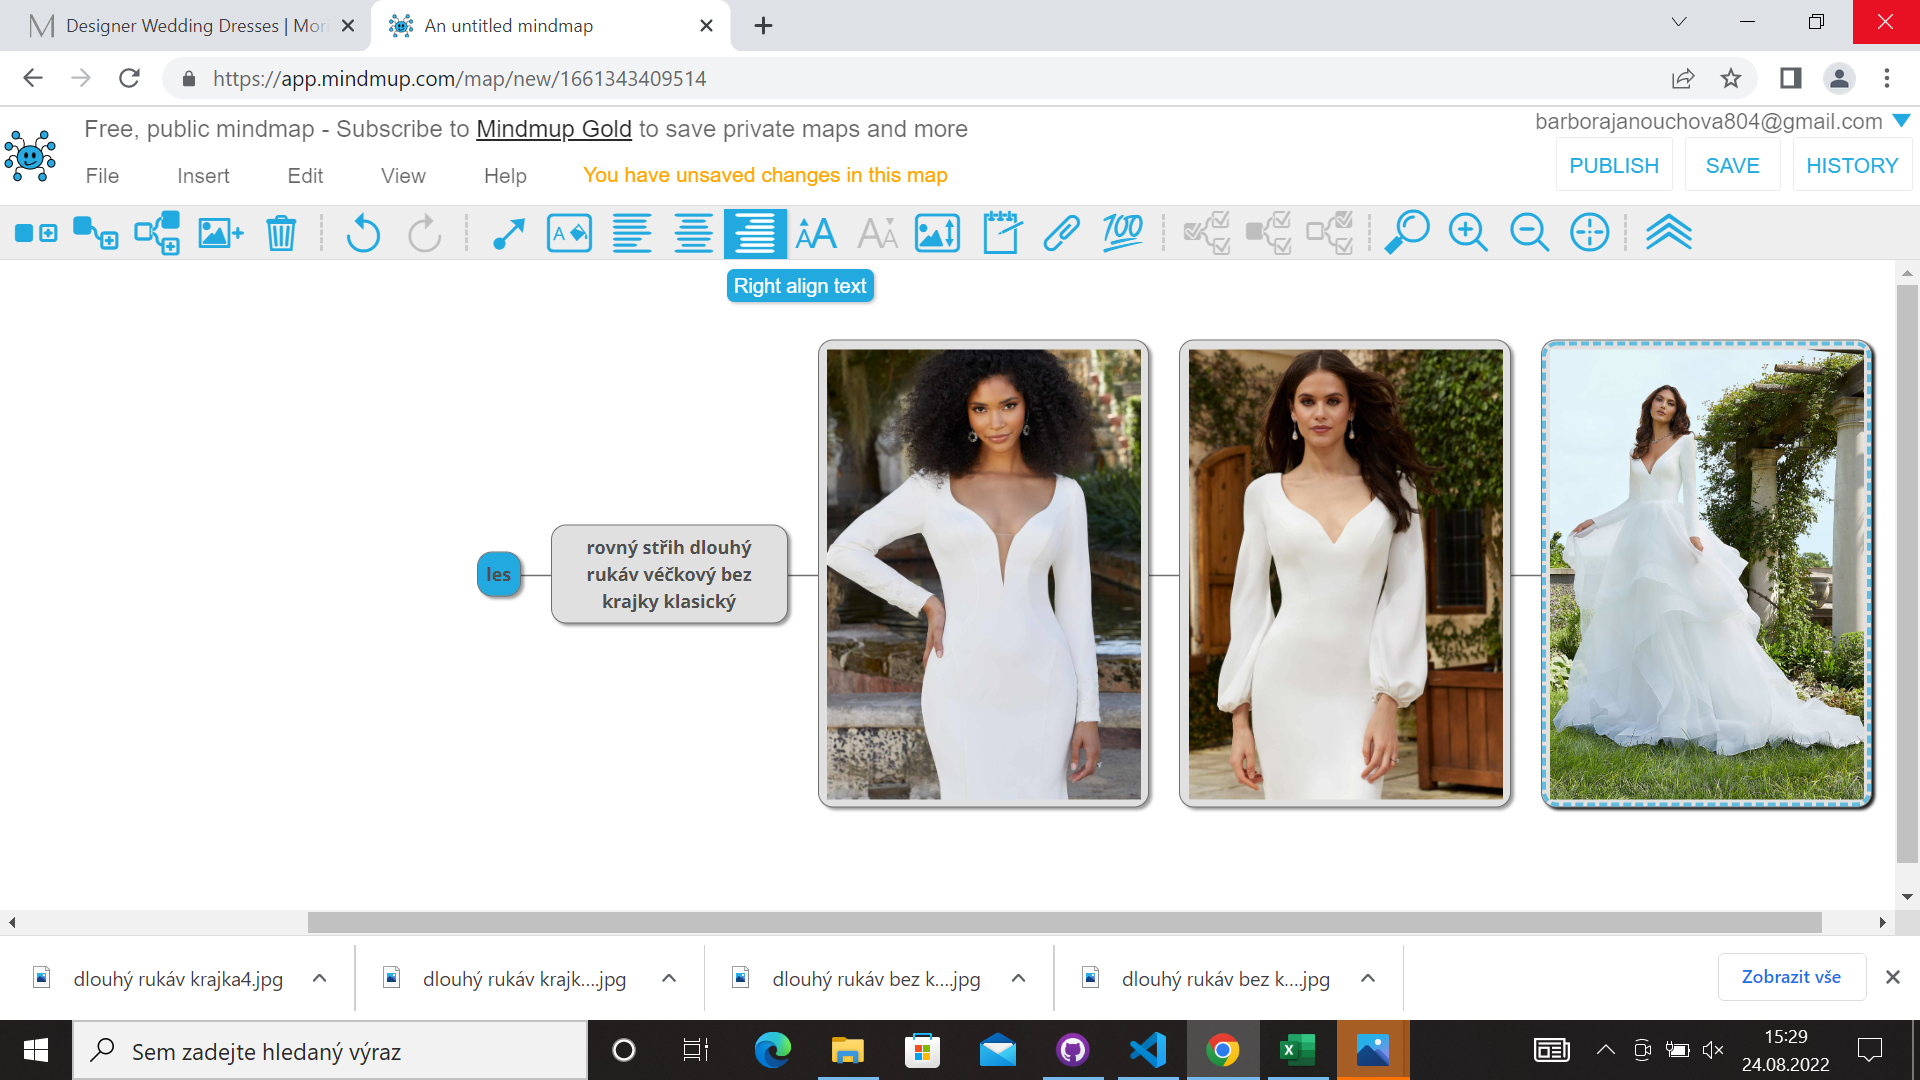 Designer Wedding Dresses | Mori
An untitled mindmap
https://app.mindmup.com/map/new/1661343409514
Free, public mindmap - Subscribe to Mindmup Gold to save private maps and more
barborajanouchova804@gmail.com
File Insert Edit View Help
You have unsaved changes in this map
PUBLISH SAVE HISTORY
A
AA
AA
100
Right align text
les
rovný střih dlouhý
rukáv véčkový bez
krajky klasický
dlouhý rukáv krajka4.jpg
dlouhý rukáv krajk....jpg
dlouhý rukáv bez k....jpg
dlouhý rukáv bez k....jpg
Zobrazit vše
Sem zadejte hledaný výraz
15:29
24.08.2022